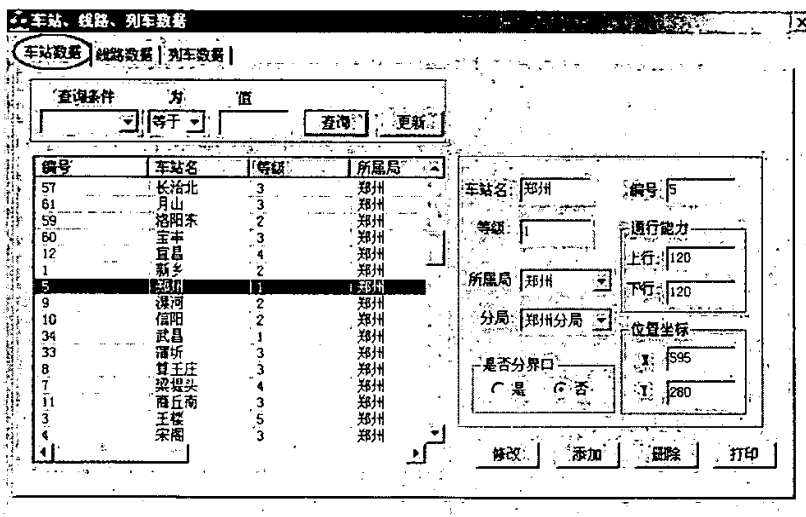 车站、线路、列车数据
车站数据 线路数据 列车数据
查询条件 为 值
等于 查询 更新
编号 车站名 等级 所属局
57 长治北 3 郑州
61 月山 3 郑州
59 洛阳东 2 郑州
60 宝丰 3 郑州
12 宜昌 4 郑州
1 新乡 2 郑州
5 郑州 1 郑州
9 漯河 2 郑州
10 信阳 2 郑州
34 武昌 1 郑州
33 蒲圻 3 郑州
8 算王庄 3 郑州
7 梁堤头 4 郑州
11 商丘南 3 郑州
3 王楼 5 郑州
4 宋阁 3 郑州
车站名: 郑州 编号: 5
等级: 1
通行能力
上行: 120
下行: 120
所属局 郑州
分局: 郑州分局
位置坐标
X: 595
Y: 280
是否分界口
是 否
修改 添加 删除 打印